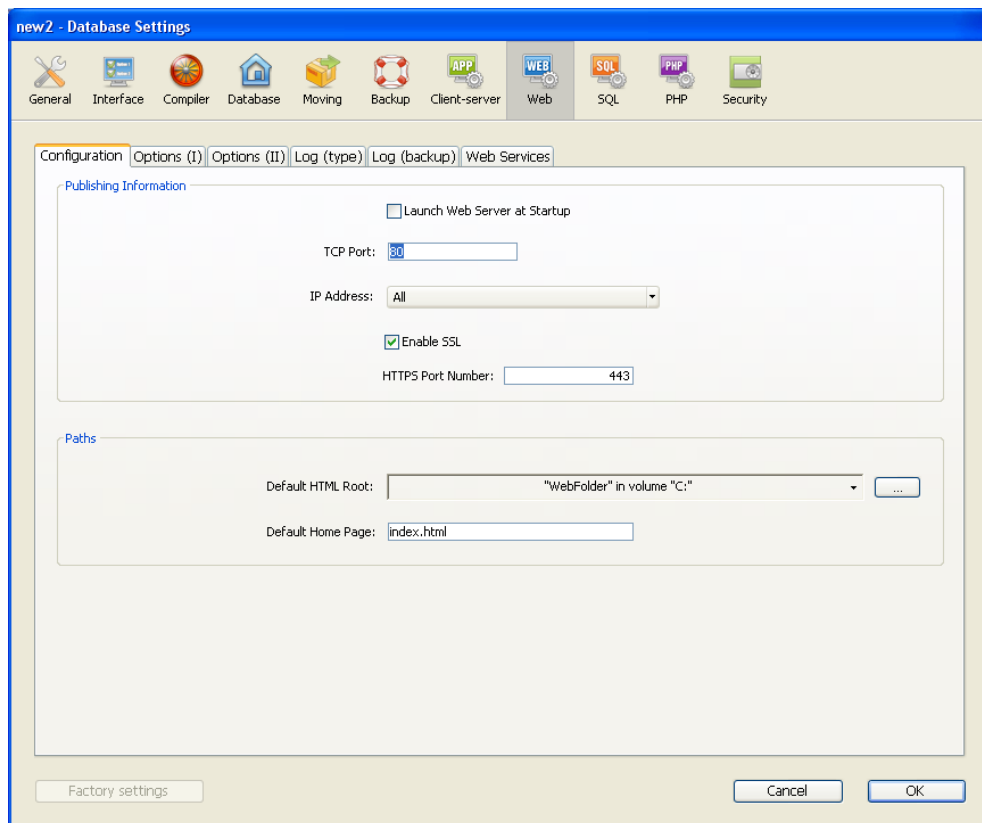 new2 - Database Settings
General Interface Compiler Database Moving Backup Client-server Web SQL PHP Security
APP WEB SQL PHP
Configuration Options (I) Options (II) Log (type) Log (backup) Web Services
Publishing Information
Launch Web Server at Startup
TCP Port: 80
IP Address: All
Enable SSL
HTTPS Port Number: 443
Paths
Default HTML Root: "WebFolder" in volume "C:" ...
Default Home Page: index.html
Factory settings Cancel OK